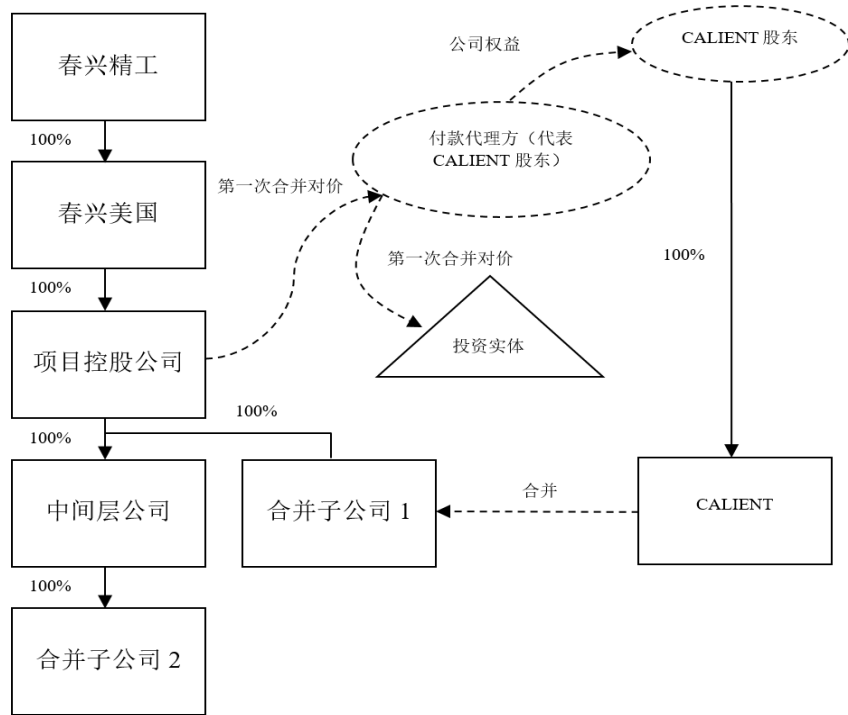 春兴精工
CALIENT 股东
公司权益
100%
付款代理方（代表
CALIENT 股东）
第一次合并对价
春兴美国
第一次合并对价
100%
100%
项目控股公司
投资实体
100%
100%
中间层公司
合并子公司 1
合并
CALIENT
100%
合并子公司 2